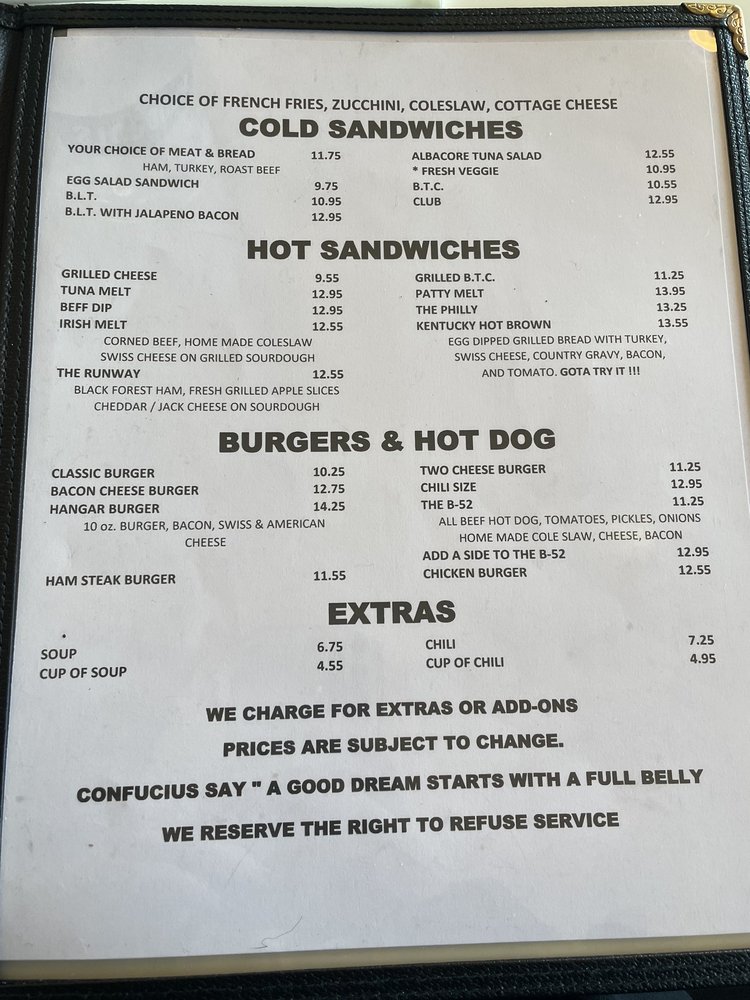 CHOICE OF FRENCH FRIES, ZUCCHINI, COLESLAW, COTTAGE CHEESE
COLD SANDWICHES
YOUR CHOICE OF MEAT & BREAD 11.75
HAM, TURKEY, ROAST BEEF
EGG SALAD SANDWICH 9.75
B.L.T. 10.95
B.L.T. WITH JALAPENO BACON 12.95
ALBACORE TUNA SALAD 12.55
* FRESH VEGGIE 10.95
B.T.C. 10.55
CLUB 12.95
HOT SANDWICHES
GRILLED CHEESE 9.55
TUNA MELT 12.95
BEFF DIP 12.95
IRISH MELT 12.55
CORNED BEEF, HOME MADE COLESLAW
SWISS CHEESE ON GRILLED SOURDOUGH
THE RUNWAY 12.55
BLACK FOREST HAM, FRESH GRILLED APPLE SLICES
CHEDDAR / JACK CHEESE ON SOURDOUGH
GRILLED B.T.C. 11.25
PATTY MELT 13.95
THE PHILLY 13.25
KENTUCKY HOT BROWN 13.55
EGG DIPPED GRILLED BREAD WITH TURKEY,
SWISS CHEESE, COUNTRY GRAVY, BACON,
AND TOMATO. GOTA TRY IT !!!
BURGERS & HOT DOG
CLASSIC BURGER 10.25
BACON CHEESE BURGER 12.75
HANGAR BURGER 14.25
10 oz. BURGER, BACON, SWISS & AMERICAN
CHEESE
HAM STEAK BURGER 11.55
TWO CHEESE BURGER 11.25
CHILI SIZE 12.95
THE B-52 11.25
ALL BEEF HOT DOG, TOMATOES, PICKLES, ONIONS
HOME MADE COLE SLAW, CHEESE, BACON
ADD A SIDE TO THE B-52 12.95
CHICKEN BURGER 12.55
EXTRAS
SOUP 6.75
CUP OF SOUP 4.55
CHILI 7.25
CUP OF CHILI 4.95
WE CHARGE FOR EXTRAS OR ADD-ONS
PRICES ARE SUBJECT TO CHANGE.
CONFUCIUS SAY " A GOOD DREAM STARTS WITH A FULL BELLY
WE RESERVE THE RIGHT TO REFUSE SERVICE